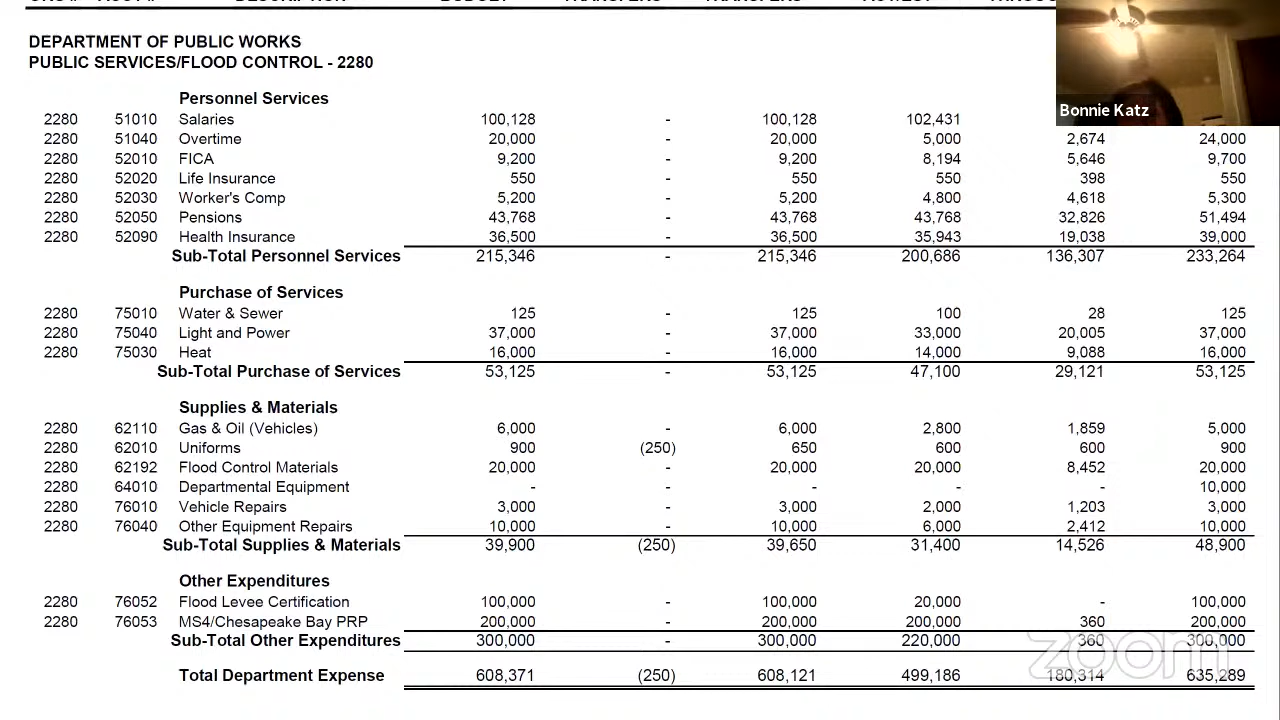 DEPARTMENT OF PUBLIC WORKS
PUBLIC SERVICES/FLOOD CONTROL - 2280
Bonnie Katz
Personnel Services
2280 51010 Salaries 100,128 - 100,128 102,431
2280 51040 Overtime 20,000 - 20,000 5,000 2,674 24,000
2280 52010 FICA 9,200 - 9,200 8,194 5,646 9,700
2280 52020 Life Insurance 550 - 550 550 398 550
2280 52030 Worker's Comp 5,200 - 5,200 4,800 4,618 5,300
2280 52050 Pensions 43,768 - 43,768 43,768 32,826 51,494
2280 52090 Health Insurance 36,500 - 36,500 35,943 19,038 39,000
Sub-Total Personnel Services 215,346 - 215,346 200,686 136,307 233,264
Purchase of Services
2280 75010 Water & Sewer 125 - 125 100 28 125
2280 75040 Light and Power 37,000 - 37,000 33,000 20,005 37,000
2280 75030 Heat 16,000 - 16,000 14,000 9,088 16,000
Sub-Total Purchase of Services 53,125 - 53,125 47,100 29,121 53,125
Supplies & Materials
2280 62110 Gas & Oil (Vehicles) 6,000 - 6,000 2,800 1,859 5,000
2280 62010 Uniforms 900 (250) 650 600 600 900
2280 62192 Flood Control Materials 20,000 - 20,000 20,000 8,452 20,000
2280 64010 Departmental Equipment - - - - - 10,000
2280 76010 Vehicle Repairs 3,000 - 3,000 2,000 1,203 3,000
2280 76040 Other Equipment Repairs 10,000 - 10,000 6,000 2,412 10,000
Sub-Total Supplies & Materials 39,900 (250) 39,650 31,400 14,526 48,900
Other Expenditures
2280 76052 Flood Levee Certification 100,000 - 100,000 20,000 - 100,000
2280 76053 MS4/Chesapeake Bay PRP 200,000 - 200,000 200,000 360 200,000
Sub-Total Other Expenditures 300,000 - 300,000 220,000 360 300,000
zoom
Total Department Expense 608,371 (250) 608,121 499,186 180,314 635,289